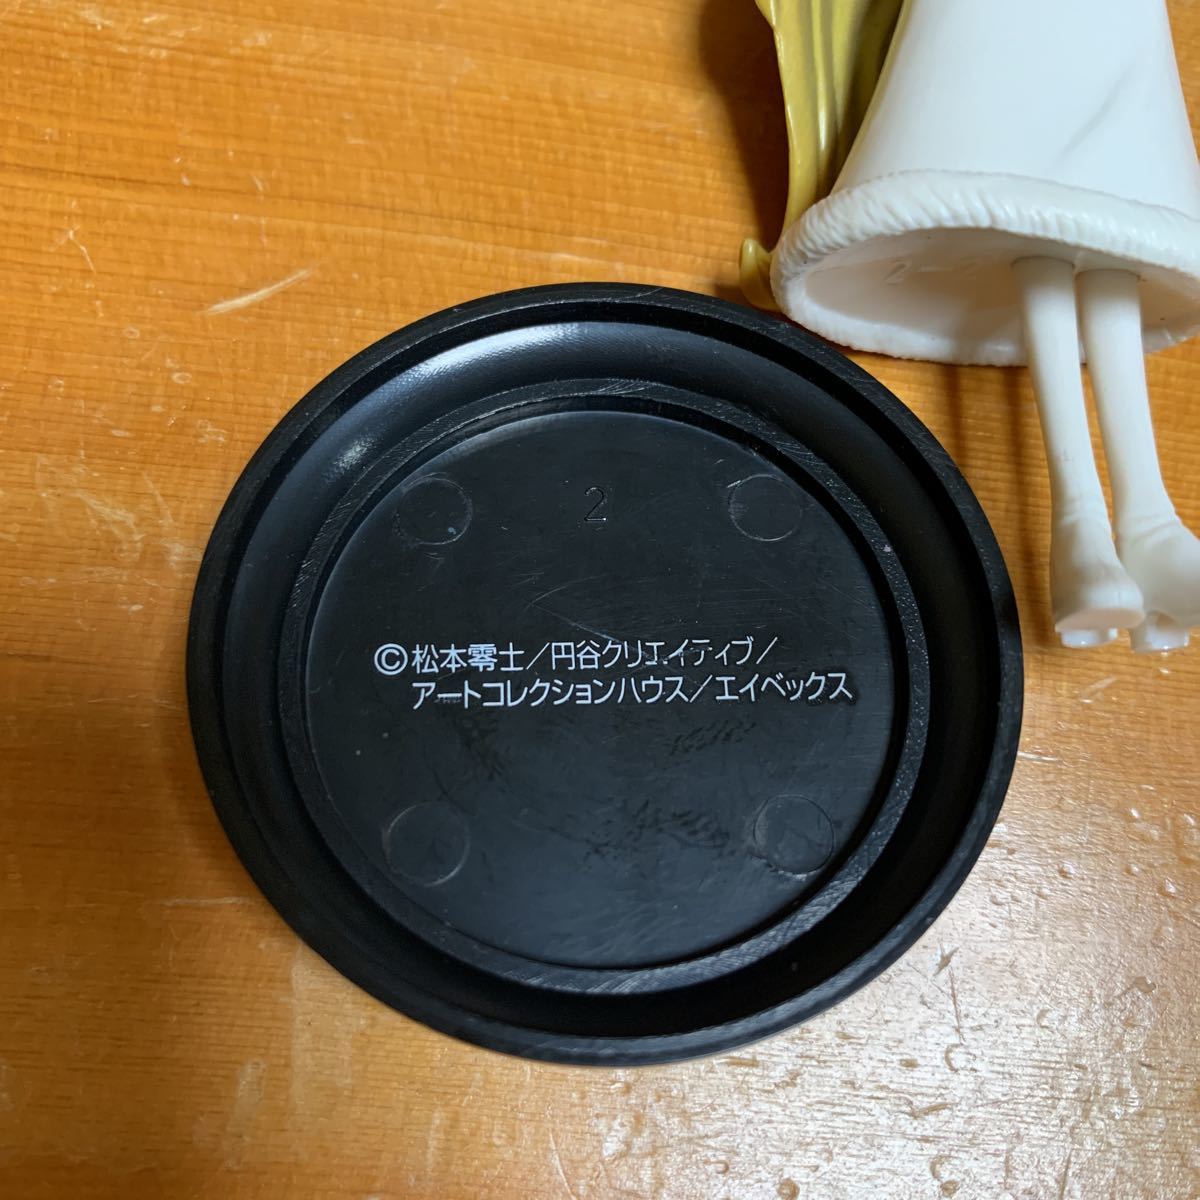 2
©松本零士/円谷クリエイティブ/
アートコレクションハウス/エイベックス